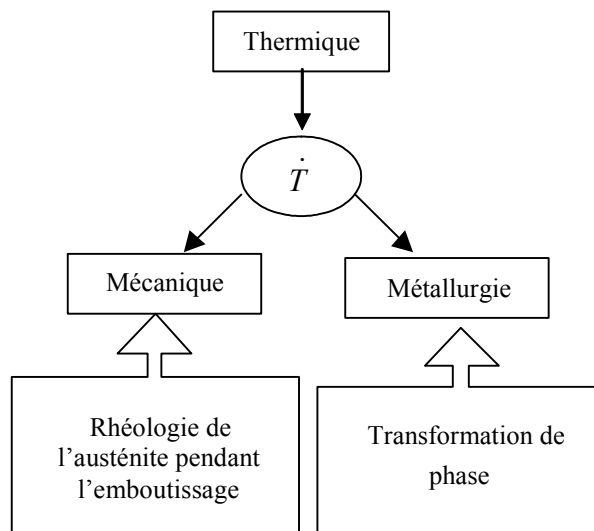 Thermique
Ṫ
Mécanique
Métallurgie
Rhéologie de
l’austénite pendant
l’emboutissage
Transformation de
phase